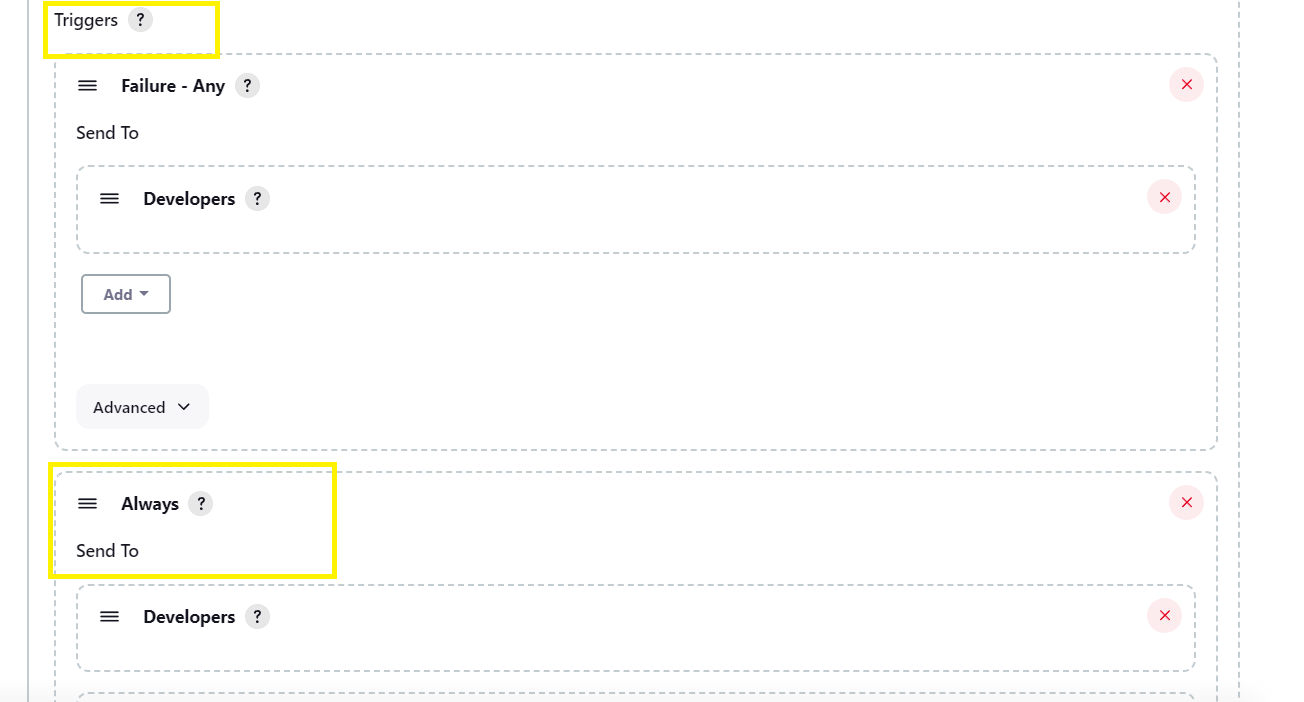 Triggers ?
Failure - Any ?
Send To
Developers ?
Add
Advanced
Always ?
Send To
Developers ?